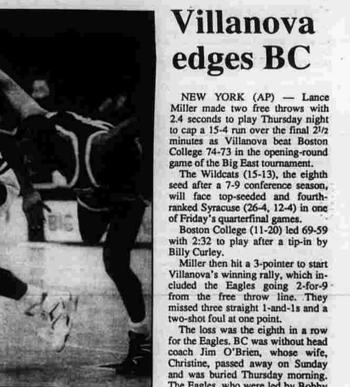 Villanova
edges BC
NEW YORK (AP) — Lance
Miller made two free throws with
2.4 seconds to play Thursday night
to cap a 15-4 run over the final 2½
minutes as Villanova beat Boston
College 74-73 in the opening-round
game of the Big East tournament.
The Wildcats (15-13), the eighth
seed after a 7-9 conference season,
will face top-seeded and fourth-
ranked Syracuse (26-4, 12-4) in one
of Friday's quarterfinal games.
Boston College (11-20) led 69-59
with 2:32 to play after a tip-in by
Billy Curley.
Miller then hit a 3-pointer to start
Villanova's winning rally, which in-
cluded the Eagles going 2-for-9
from the free throw line. They
missed three straight 1-and-1s and a
two-shot foul at one point.
The loss was the eighth in a row
for the Eagles. BC was without head
coach Jim O'Brien, whose wife,
Christine, passed away on Sunday
and was buried Thursday morning.
The Eagles, who were led by Bobby